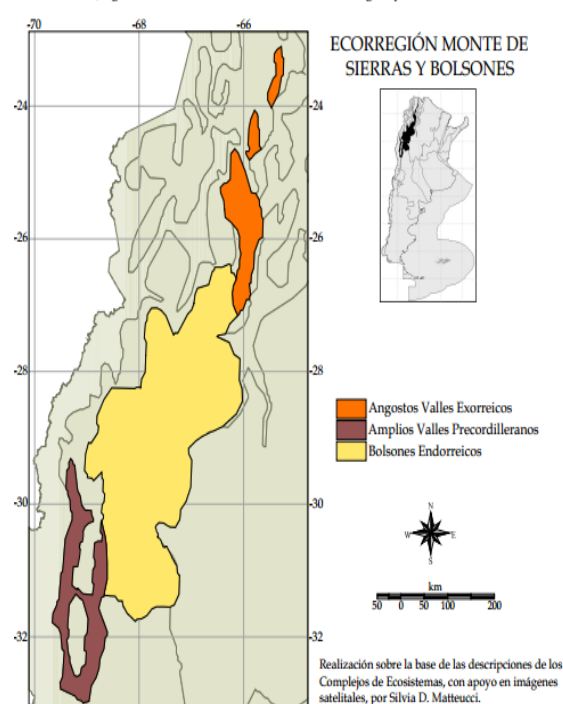 -70 -68 -66
ECORREGIÓN MONTE DE
SIERRAS Y BOLSONES
-24 -24
-26 -26
-28 -28
Angostos Valles Exorreicos
Amplios Valles Precordilleranos
Bolsones Endorreicos
-30 -30
N
W E
S
km
50 0 50 100 200
-32 -32
Realización sobre la base de las descripciones de los
Complejos de Ecosistemas, con apoyo en imágenes
satelitales, por Silvia D. Matteucci.